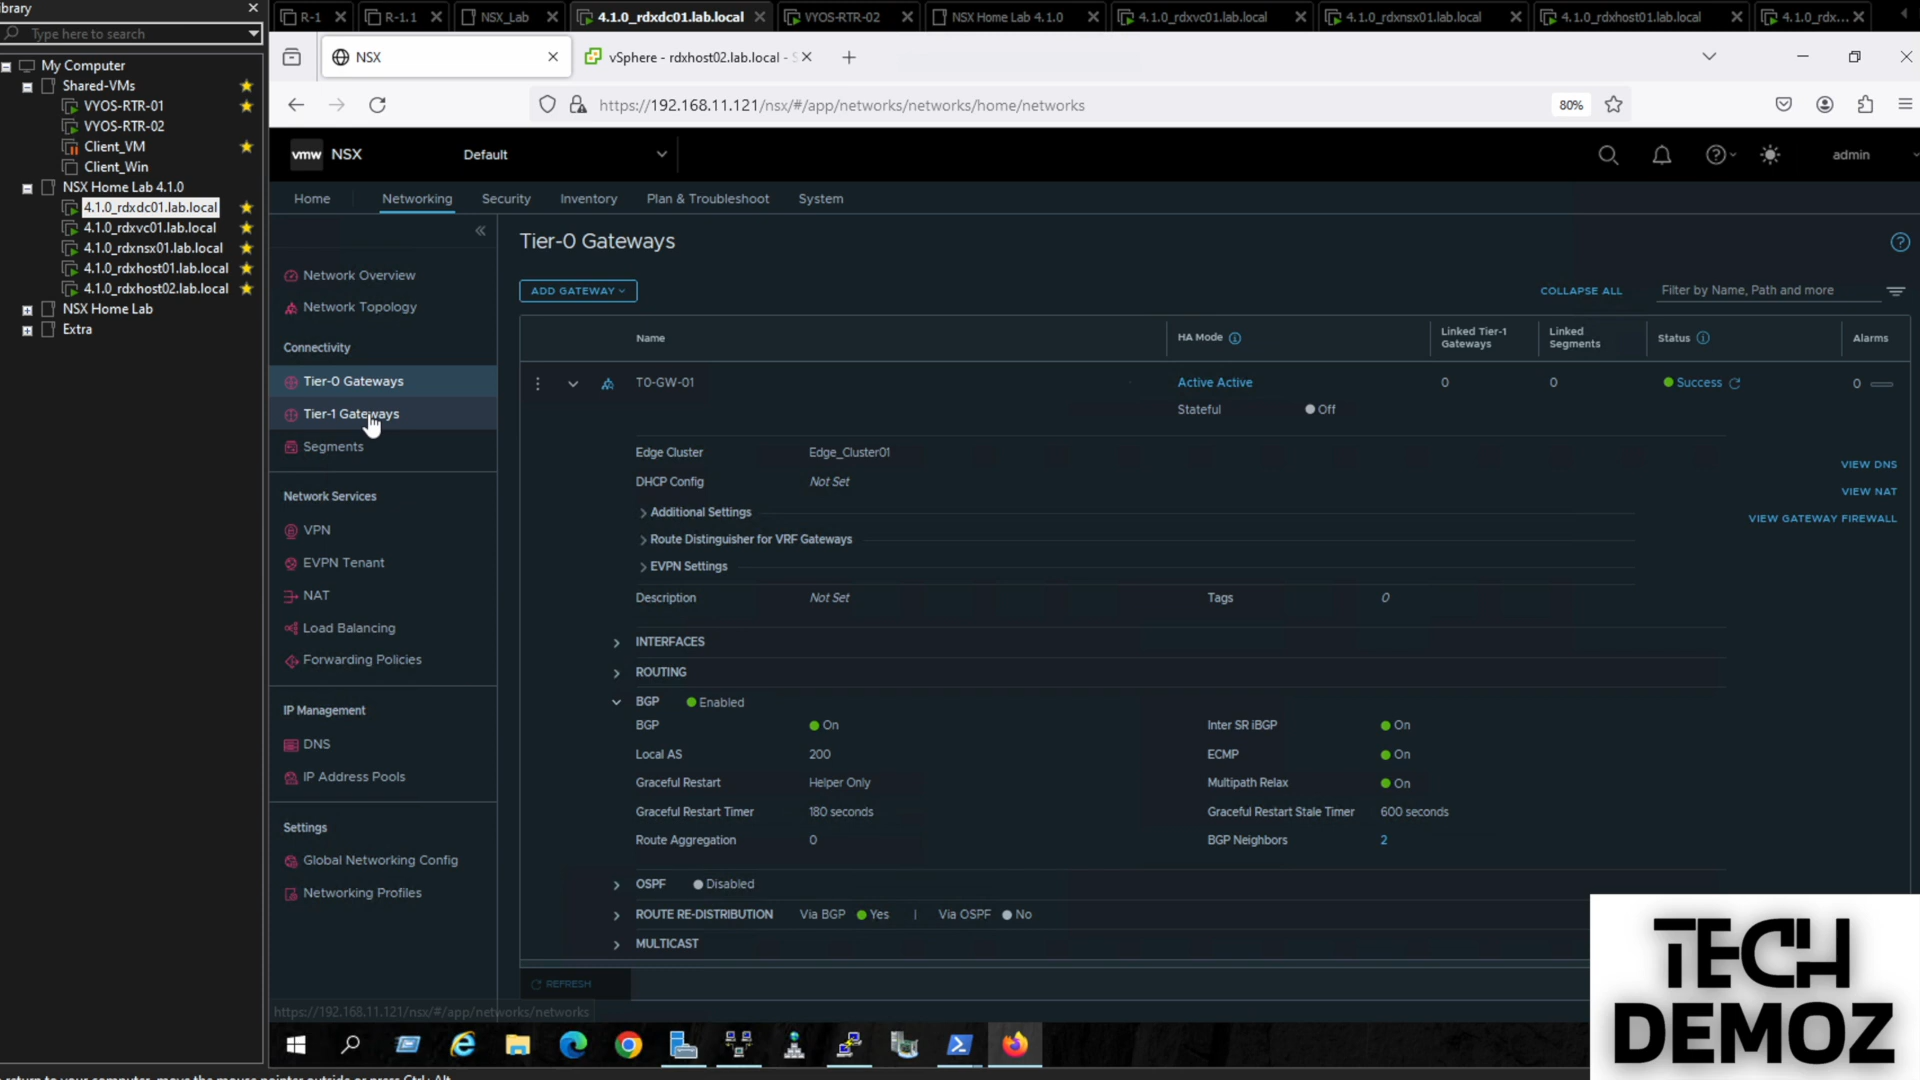 ibrary
Type here to search
My Computer
Shared-VMs
VYOS-RTR-01
VYOS-RTR-02
Client_VM
Client_Win
NSX Home Lab 4.1.0
4.1.0_rdxdc01.lab.local
4.1.0_rdxvc01.lab.local
4.1.0_rdxnsx01.lab.local
4.1.0_rdxhost01.lab.local
4.1.0_rdxhost02.lab.local
NSX Home Lab
Extra
R-1
R-1.1
NSX_Lab
4.1.0_rdxdc01.lab.local
VYOS-RTR-02
NSX Home Lab 4.1.0
4.1.0_rdxvc01.lab.local
4.1.0_rdxnsx01.lab.local
4.1.0_rdxhost01.lab.local
4.1.0_rdx...
NSX
vSphere - rdxhost02.lab.local -
https://192.168.11.121/nsx/#/app/networks/networks/home/networks
80%
vmw NSX
Default
admin
Home
Networking
Security
Inventory
Plan & Troubleshoot
System
Network Overview
Network Topology
Connectivity
Tier-0 Gateways
Tier-1 Gateways
Segments
Network Services
VPN
EVPN Tenant
NAT
Load Balancing
Forwarding Policies
IP Management
DNS
IP Address Pools
Settings
Global Networking Config
Networking Profiles
Tier-0 Gateways
ADD GATEWAY
COLLAPSE ALL
Filter by Name, Path and more
Name
HA Mode
Linked Tier-1 Gateways
Linked Segments
Status
Alarms
T0-GW-01
Active Active
0
0
Success
0
Stateful
Off
Edge Cluster
Edge_Cluster01
DHCP Config
Not Set
VIEW DNS
VIEW NAT
VIEW GATEWAY FIREWALL
Additional Settings
Route Distinguisher for VRF Gateways
EVPN Settings
Description
Not Set
Tags
0
INTERFACES
ROUTING
BGP Enabled
BGP
On
Inter SR iBGP
On
Local AS
200
ECMP
On
Graceful Restart
Helper Only
Multipath Relax
On
Graceful Restart Timer
180 seconds
Graceful Restart Stale Timer
600 seconds
Route Aggregation
0
BGP Neighbors
2
OSPF Disabled
ROUTE RE-DISTRIBUTION Via BGP Yes | Via OSPF No
MULTICAST
REFRESH
https://192.168.11.121/nsx/#/app/networks/networks
TECH
DEMOZ